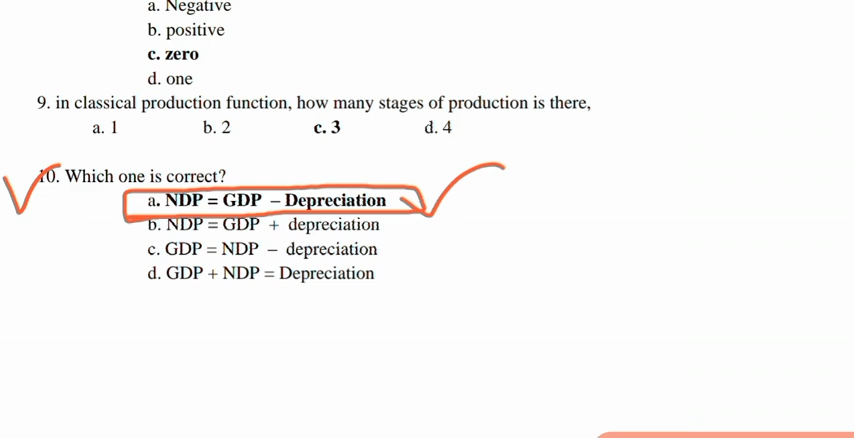 a. Negative
b. positive
c. zero
d. one
9. in classical production function, how many stages of production is there,
a. 1 b. 2 c. 3 d. 4
10. Which one is correct?
a. NDP = GDP – Depreciation
b. NDP = GDP + depreciation
c. GDP = NDP – depreciation
d. GDP + NDP = Depreciation